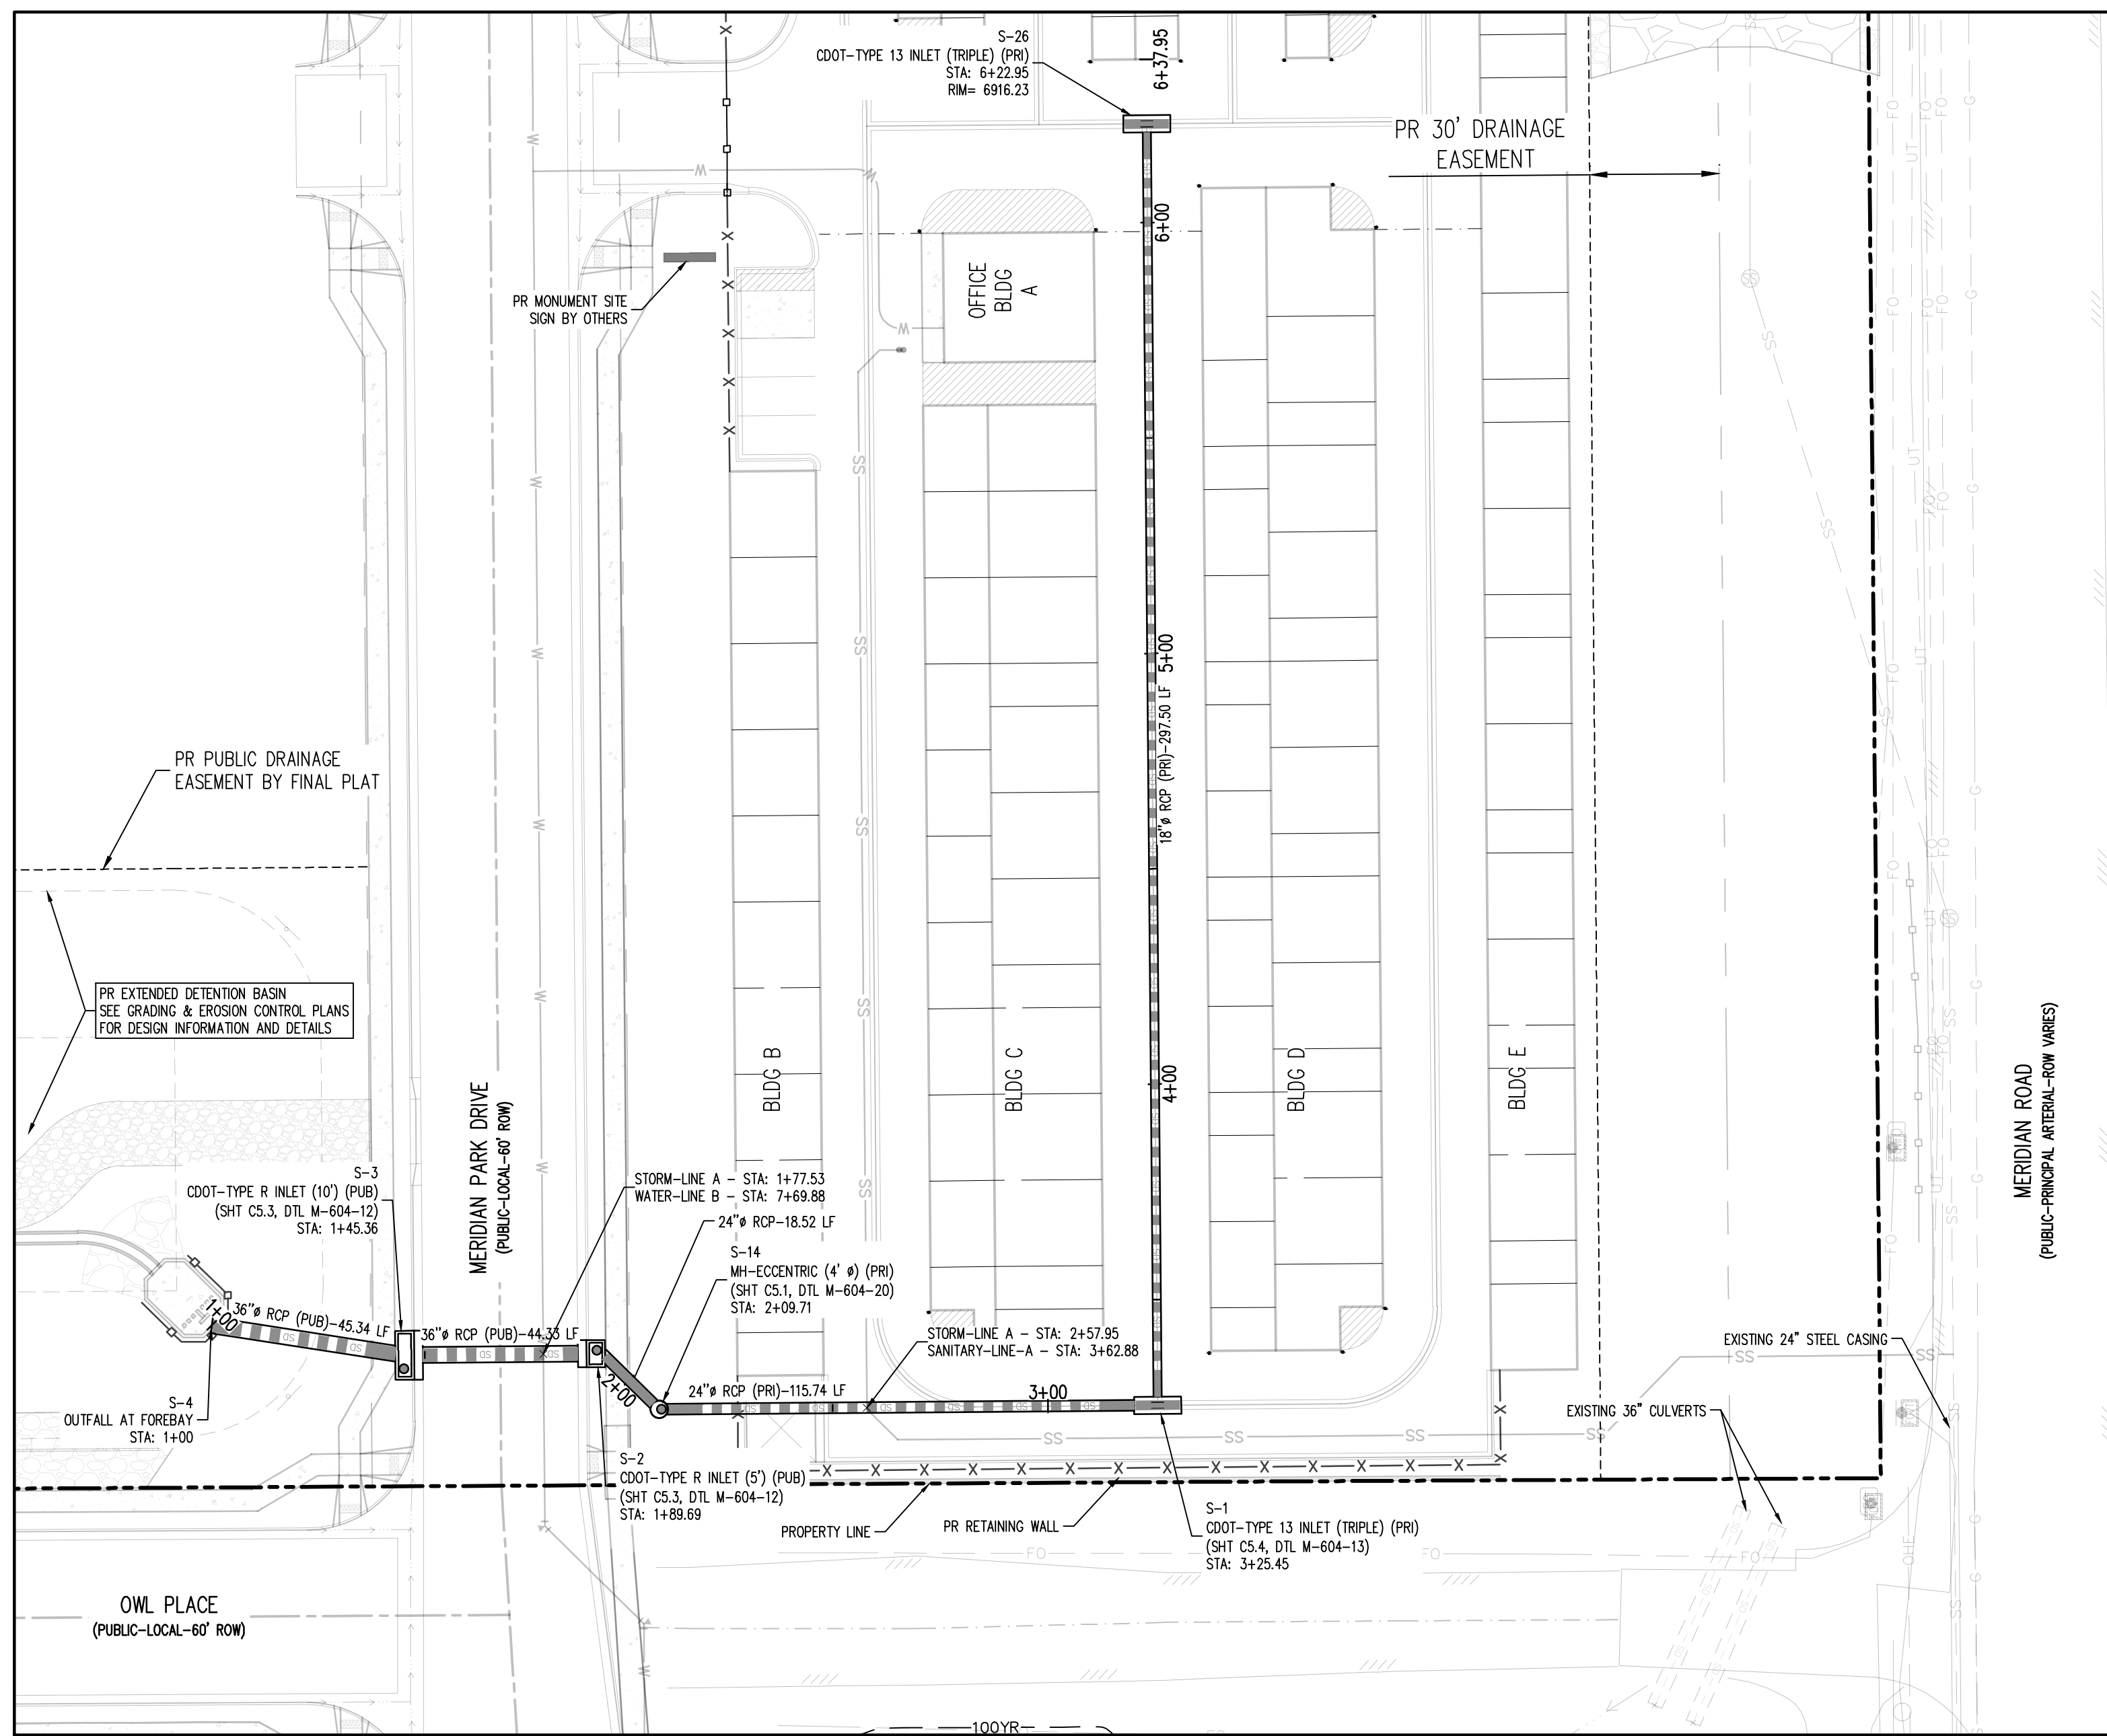 S-26
CDOT-TYPE 13 INLET (TRIPLE) (PRI)
STA: 6+22.95
RIM= 6916.23
6+37.95
PR 30' DRAINAGE
EASEMENT
6+00
OFFICE
BLDG
A
PR MONUMENT SITE
SIGN BY OTHERS
5+00
18"ø RCP (PRI)-297.50 LF
PR PUBLIC DRAINAGE
EASEMENT BY FINAL PLAT
PR EXTENDED DETENTION BASIN
SEE GRADING & EROSION CONTROL PLANS
FOR DESIGN INFORMATION AND DETAILS
MERIDIAN PARK DRIVE
(PUBLIC-LOCAL-60' ROW)
BLDG B
BLDG C
4+00
BLDG D
BLDG E
MERIDIAN ROAD
(PUBLIC-PRINCIPAL ARTERIAL-ROW VARIES)
S-3
CDOT-TYPE R INLET (10') (PUB)
(SHT C5.3, DTL M-604-12)
STA: 1+45.36
STORM-LINE A - STA: 1+77.53
WATER-LINE B - STA: 7+69.88
24"ø RCP-18.52 LF
S-14
MH-ECCENTRIC (4' ø) (PRI)
(SHT C5.1, DTL M-604-20)
STA: 2+09.71
1+00
36"ø RCP (PUB)-45.34 LF
36"ø RCP (PUB)-44.33 LF
STORM-LINE A - STA: 2+57.95
SANITARY-LINE-A - STA: 3+62.88
EXISTING 24" STEEL CASING
2+00
24"ø RCP (PRI)-115.74 LF
3+00
S-4
OUTFALL AT FOREBAY
STA: 1+00
EXISTING 36" CULVERTS
S-2
CDOT-TYPE R INLET (5') (PUB)
(SHT C5.3, DTL M-604-12)
STA: 1+89.69
PROPERTY LINE
PR RETAINING WALL
S-1
CDOT-TYPE 13 INLET (TRIPLE) (PRI)
(SHT C5.4, DTL M-604-13)
STA: 3+25.45
OWL PLACE
(PUBLIC-LOCAL-60' ROW)
100YR